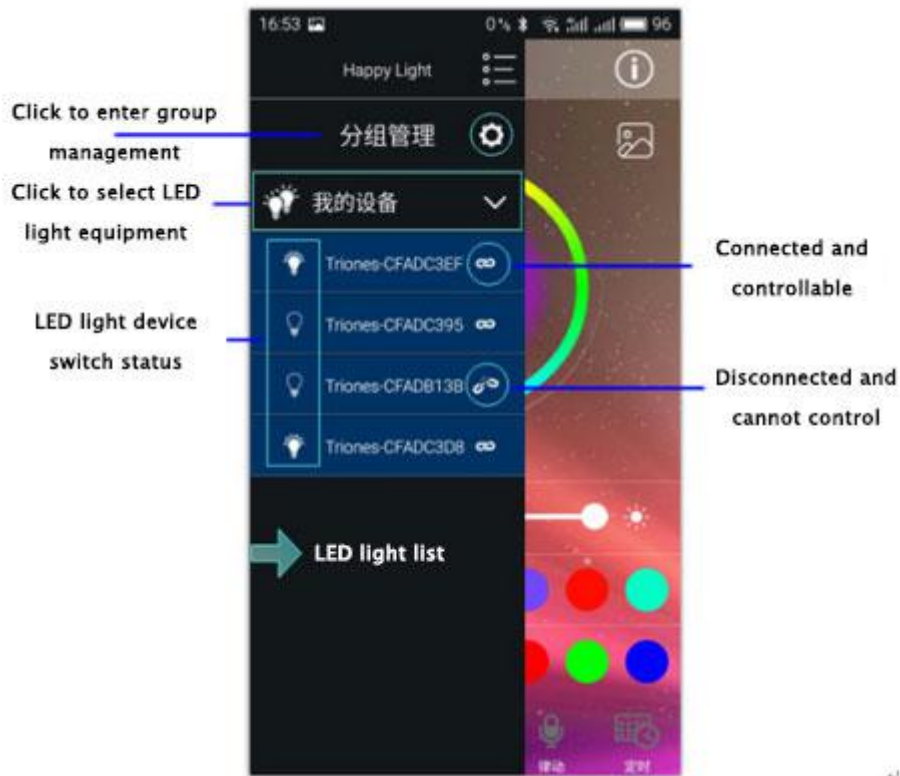 16:53 0% 96
Happy Light
Click to enter group
management
分组管理
Click to select LED
light equipment
我的设备
Triones-CFADC3EF
Connected and
controllable
LED light device
switch status
Triones-CFADC395
Triones-CFADB13B
Disconnected and
cannot control
Triones-CFADC3D8
LED light list
律动 定时